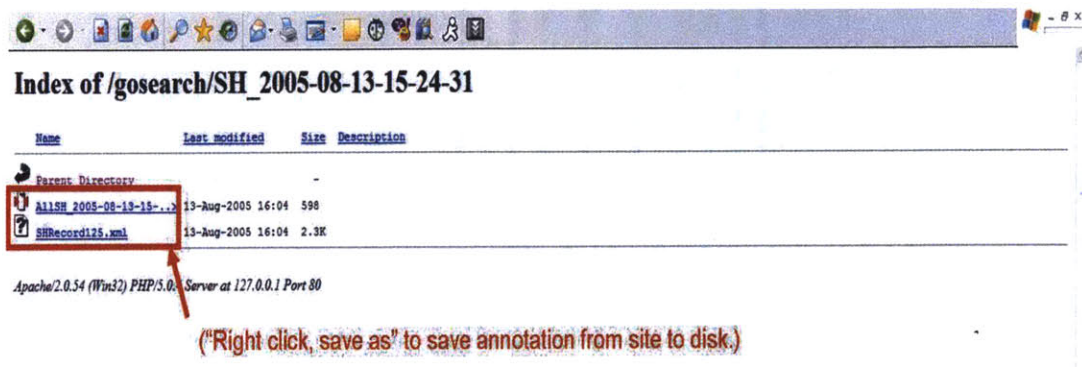 Index of /gosearch/SH_2005-08-13-15-24-31
Name Last modified Size Description
Parent Directory -
AllSH_2005-08-13-15-..> 13-Aug-2005 16:04 598
SHRecord125.xml 13-Aug-2005 16:04 2.3K
Apache/2.0.54 (Win32) PHP/5.0. Server at 127.0.0.1 Port 80
("Right click, save as" to save annotation from site to disk.)